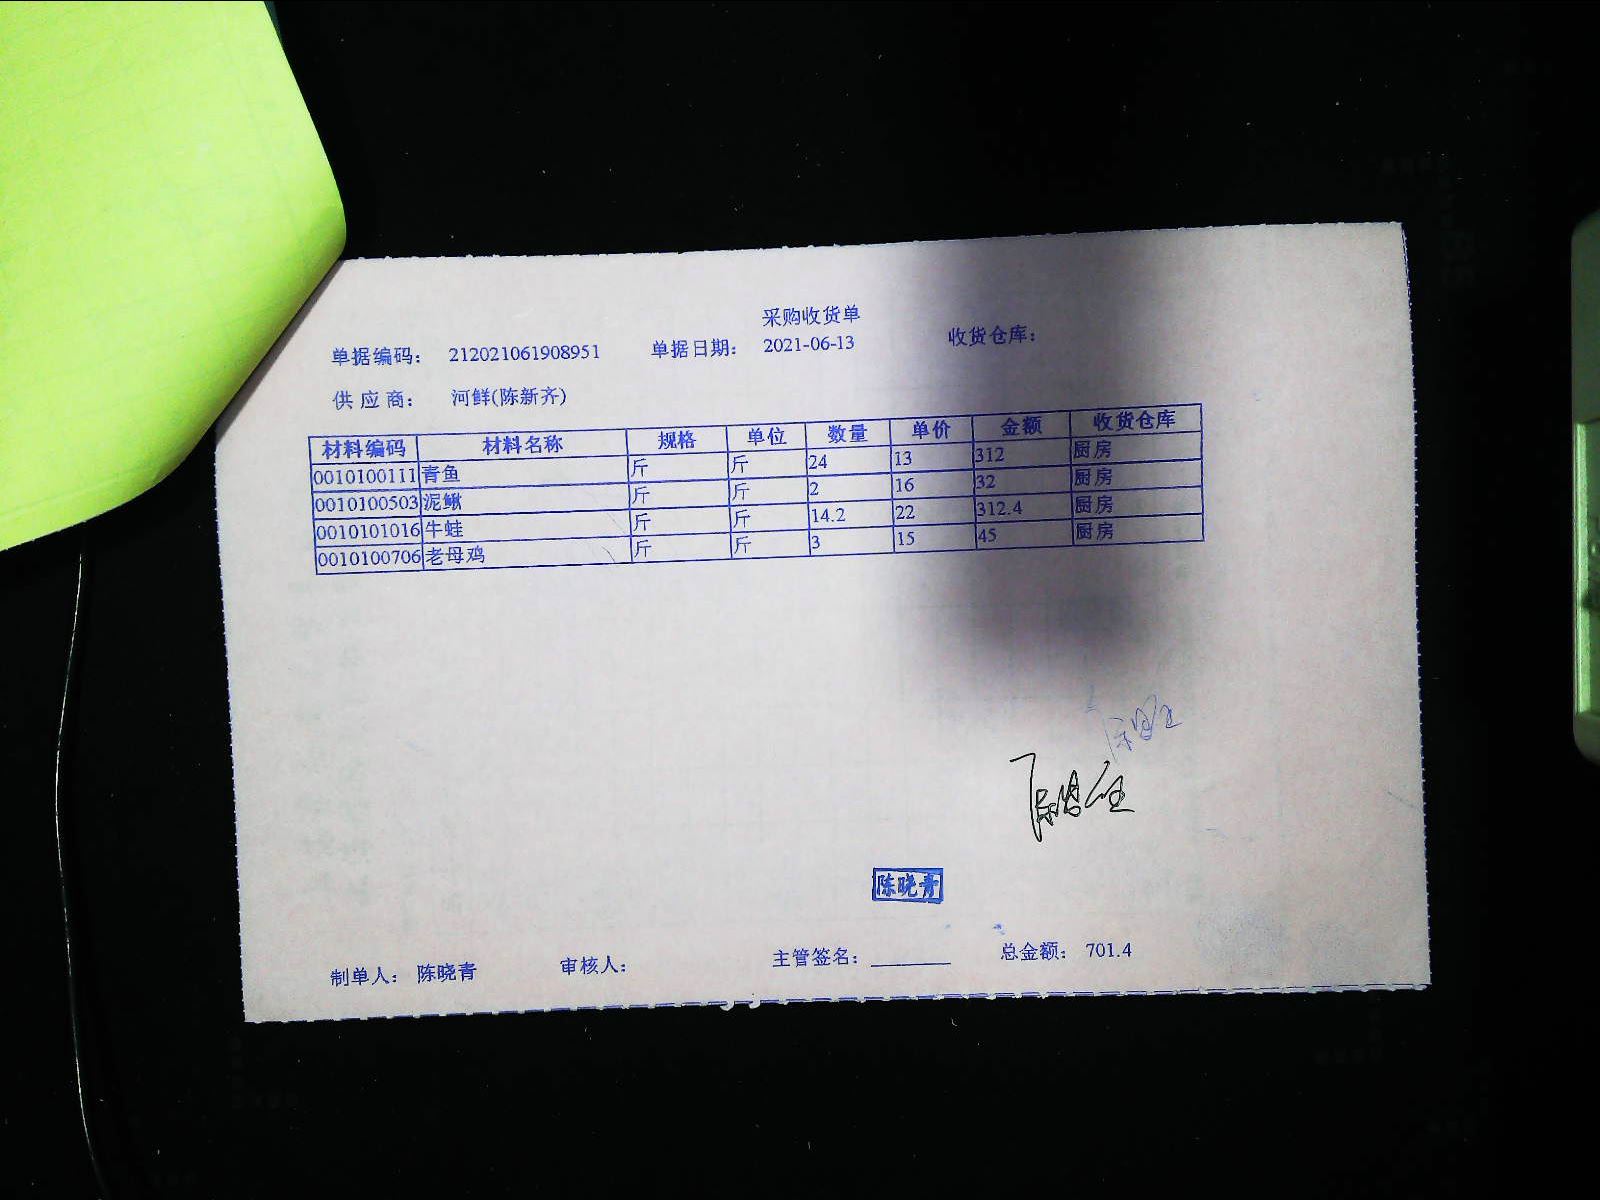 采购收货单
单据编码： 212021061908951 单据日期： 2021-06-13 收货仓库：
供应商： 河鲜(陈新齐)
材料编码 材料名称 规格 单位 数量 单价 金额 收货仓库
0010100111 青鱼 斤 斤 24 13 312 厨房
0010100503 泥鳅 斤 斤 2 16 32 厨房
0010101016 牛蛙 斤 斤 14.2 22 312.4 厨房
0010100706 老母鸡 斤 斤 3 15 45 厨房
陈晓青
制单人： 陈晓青 审核人： 主管签名： 总金额： 701.4